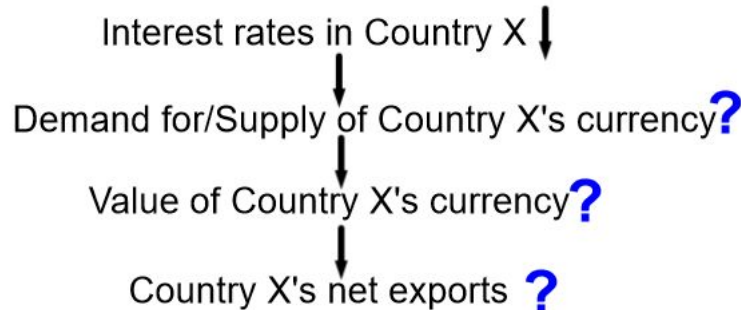 Interest rates in Country X
Demand for/Supply of Country X's currency?
Value of Country X's currency?
Country X's net exports ?